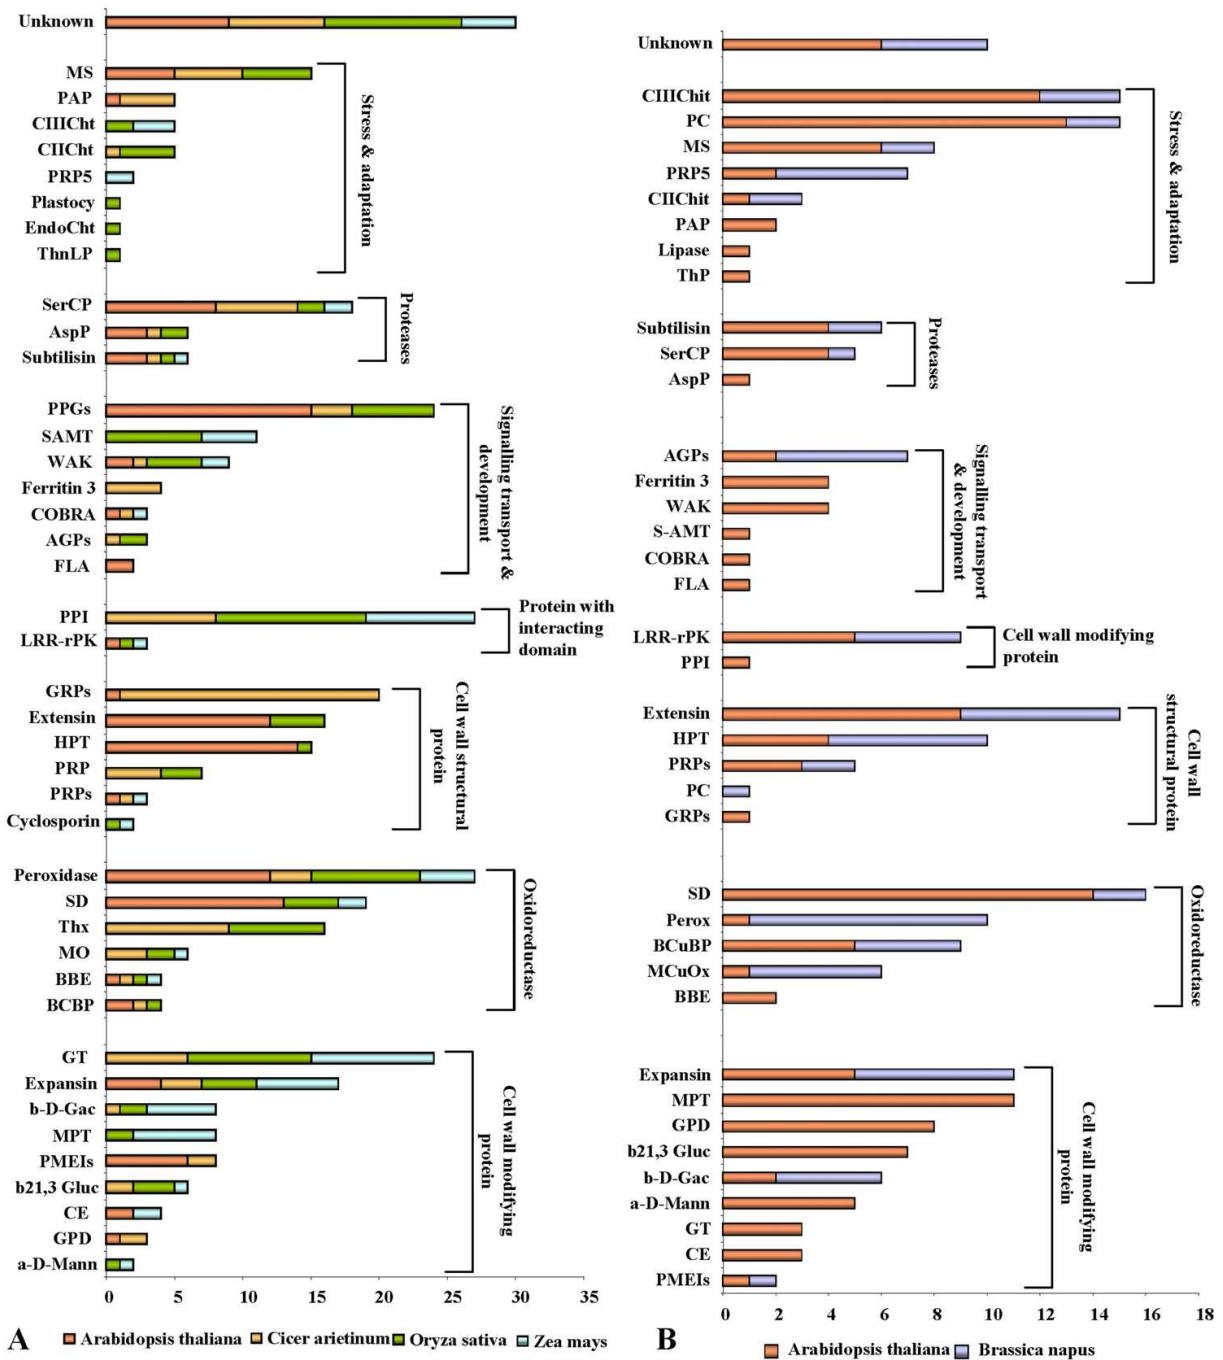 Unknown
MS
PAP
CIIICht
CIICht
PRP5
Plastocy
EndoCht
ThnLP
Stress & adaptation
SerCP
AspP
Subtilisin
Proteases
PPGs
SAMT
WAK
Ferritin 3
COBRA
AGPs
FLA
Signalling transport &
development
PPI
LRR-rPK
Protein with
interacting
domain
GRPs
Extensin
HPT
PRP
PRPs
Cyclosporin
Cell wall structural
protein
Peroxidase
SD
Thx
MO
BBE
BCBP
Oxidoreductase
GT
Expansin
b-D-Gac
MPT
PMEIs
b21,3 Gluc
CE
GPD
a-D-Mann
Cell wall modifying
protein
0 5 10 15 20 25 30 35
A Arabidopsis thaliana Cicer arietinum Oryza sativa Zea mays
Unknown
CIIIChit
PC
MS
PRP5
CIIChit
PAP
Lipase
ThP
Stress & adaptation
Subtilisin
SerCP
AspP
Proteases
AGPs
Ferritin 3
WAK
S-AMT
COBRA
FLA
Signalling transport
& development
LRR-rPK
PPI
Cell wall modifying
protein
Extensin
HPT
PRPs
PC
GRPs
Cell wall
structural protein
SD
Perox
BCuBP
MCuOx
BBE
Oxidoreductase
Expansin
MPT
GPD
b21,3 Gluc
b-D-Gac
a-D-Mann
GT
CE
PMEIs
Cell wall modifying
protein
0 2 4 6 8 10 12 14 16 18
B Arabidopsis thaliana Brassica napus